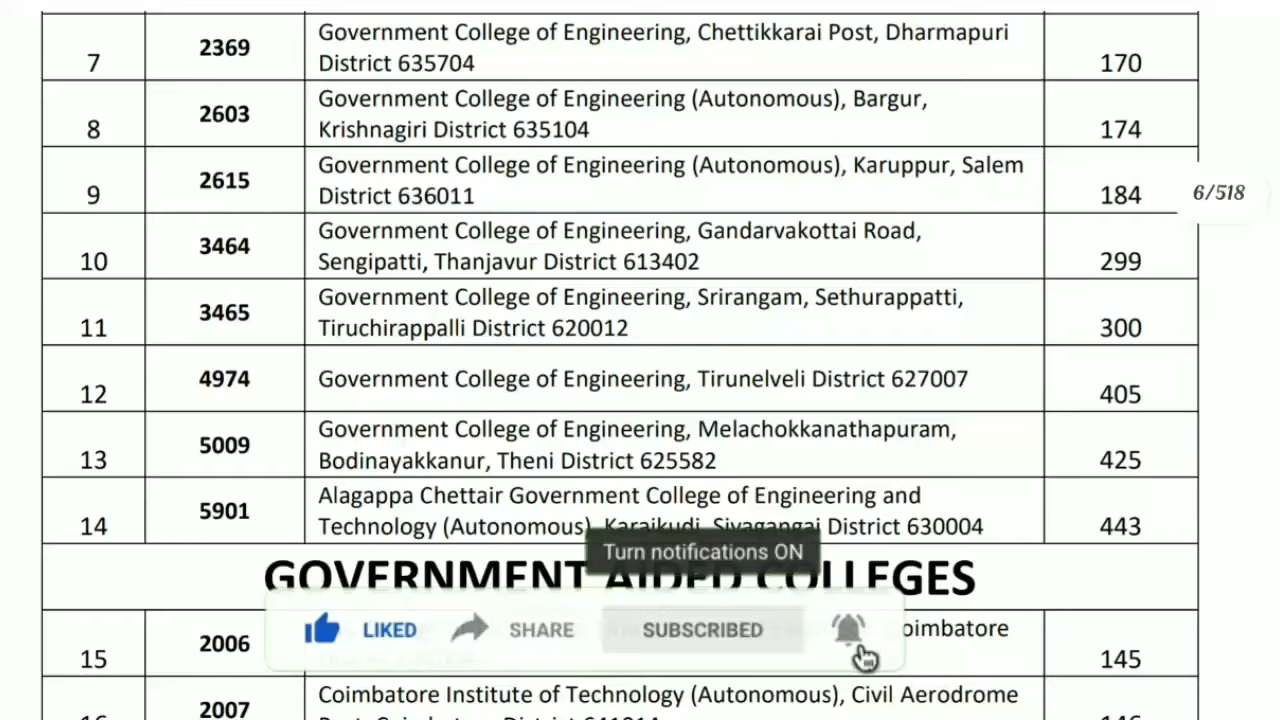 7 2369 Government College of Engineering, Chettikkarai Post, Dharmapuri
District 635704 170
8 2603 Government College of Engineering (Autonomous), Bargur,
Krishnagiri District 635104 174
9 2615 Government College of Engineering (Autonomous), Karuppur, Salem
District 636011 184
6/518
10 3464 Government College of Engineering, Gandarvakottai Road,
Sengipatti, Thanjavur District 613402 299
11 3465 Government College of Engineering, Srirangam, Sethurappatti,
Tiruchirappalli District 620012 300
12 4974 Government College of Engineering, Tirunelveli District 627007 405
13 5009 Government College of Engineering, Melachokkanathapuram,
Bodinayakkanur, Theni District 625582 425
14 5901 Alagappa Chettair Government College of Engineering and
Technology (Autonomous), Karaikudi, Sivagangai District 630004 443
Turn notifications ON
GOVERNMENT AIDED COLLEGES
LIKED SHARE SUBSCRIBED
15 2006 145
2007 Coimbatore Institute of Technology (Autonomous), Civil Aerodrome